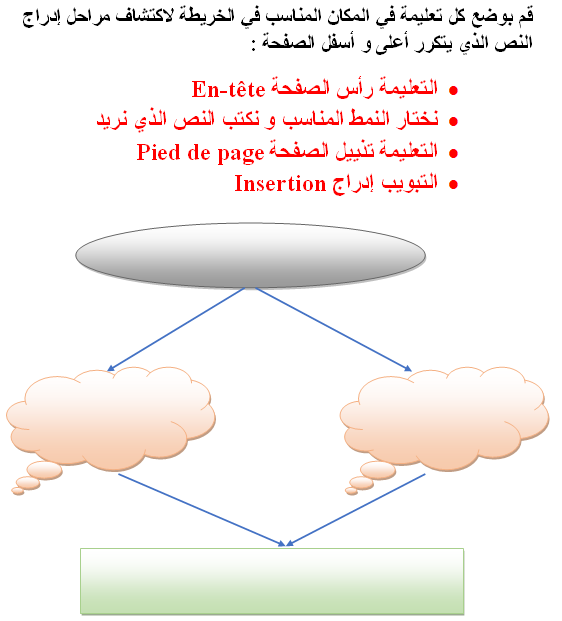 قم بوضع كل تعليمة في المكان المناسب في الخريطة لاكتشاف مراحل إدراج
النص الذي يتكرر أعلى و أسفل الصفحة :
• التعليمة رأس الصفحة En-tête
• نختار النمط المناسب و نكتب النص الذي نريد
• التعليمة تذييل الصفحة Pied de page
• التبويب إدراج Insertion